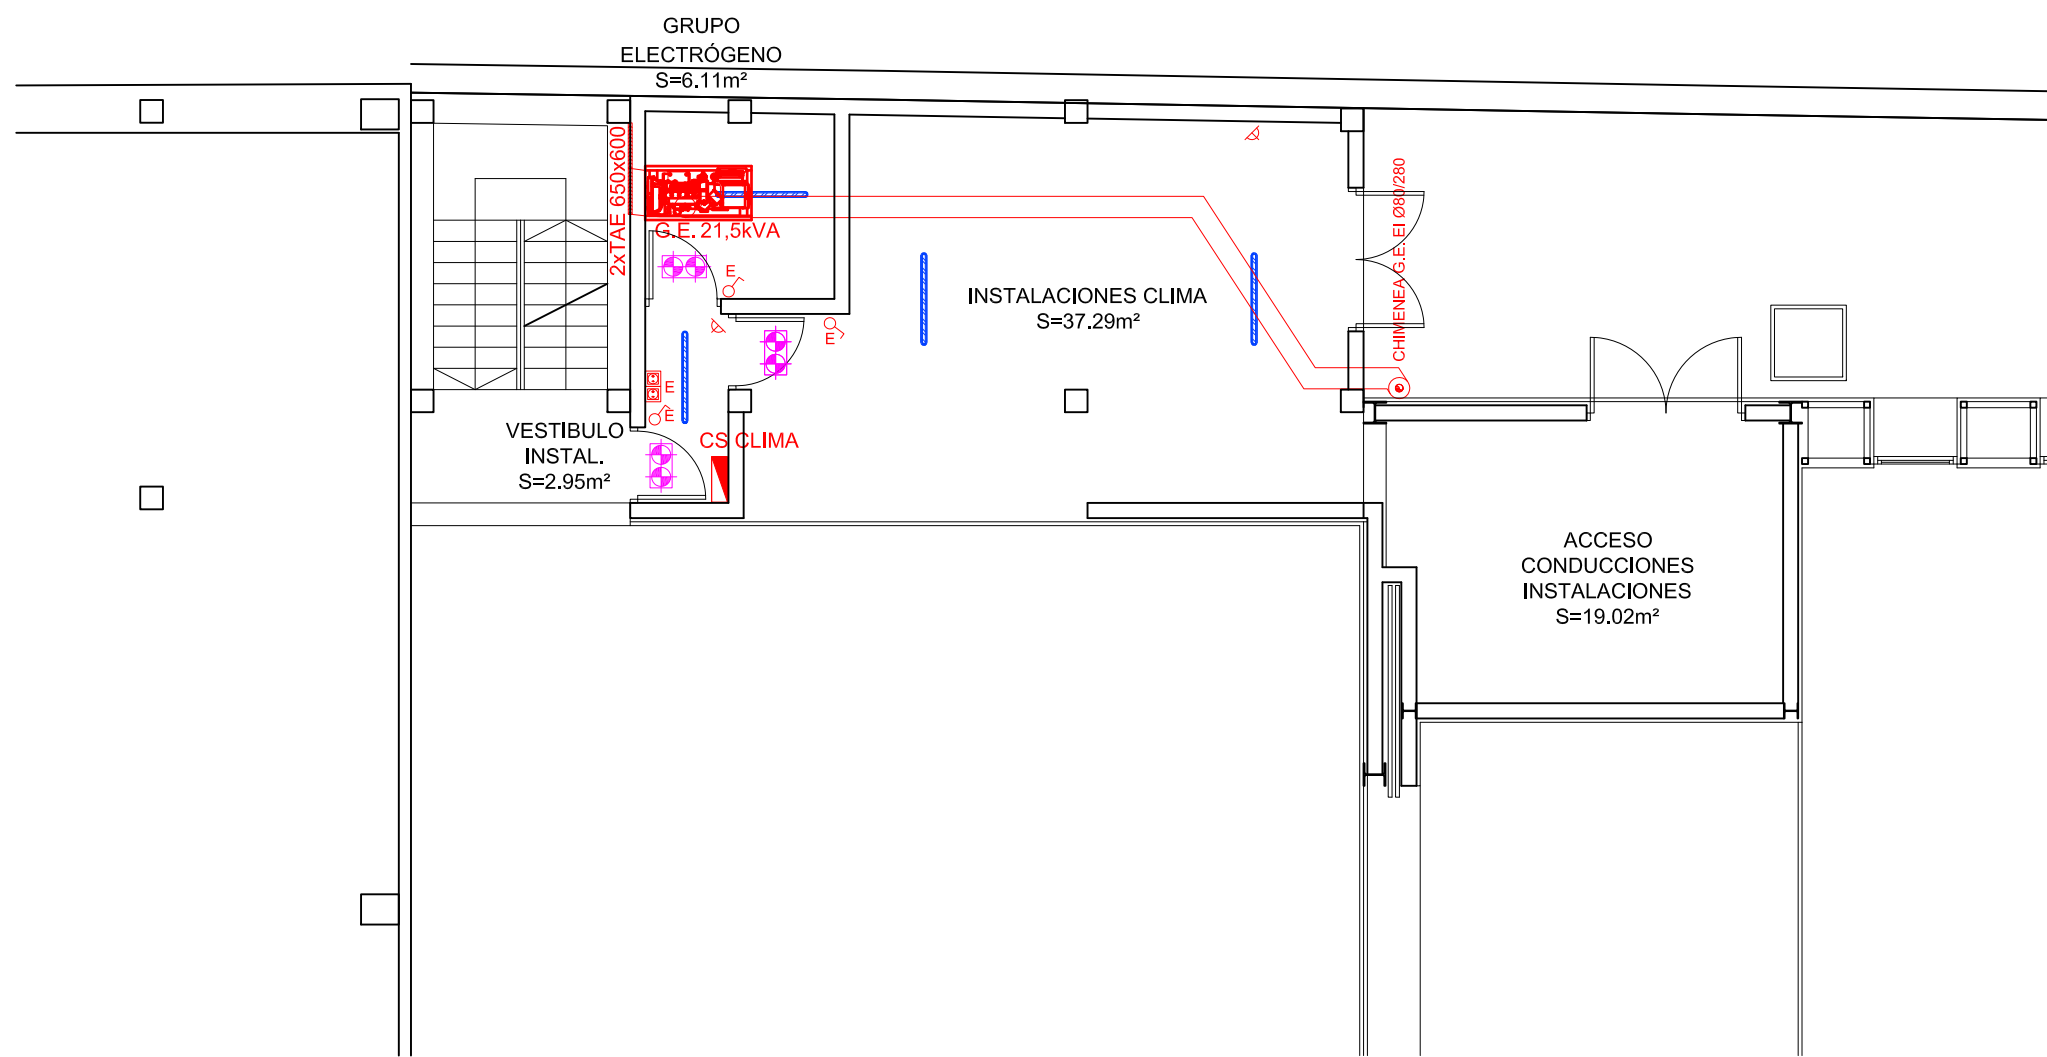 GRUPO
ELECTRÓGENO
S=6.11m²
2xTAE 650x600
G.E. 21,5kVA
E
E
E
E
INSTALACIONES CLIMA
S=37.29m²
CHIMENEA G.E. EI Ø80/280
VESTÍBULO
INSTAL.
S=2.95m²
CS CLIMA
ACCESO
CONDUCCIONES
INSTALACIONES
S=19.02m²